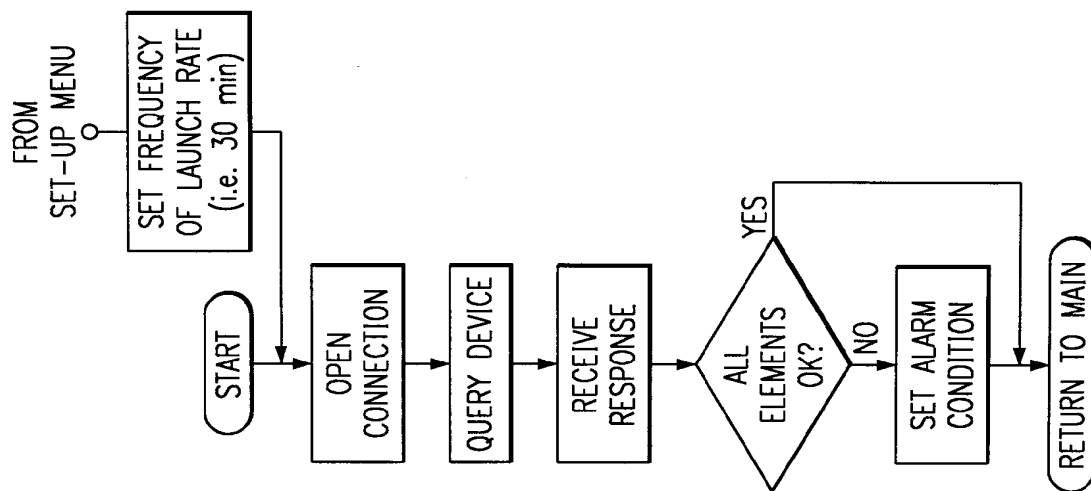 FROM
SET-UP MENU
SET FREQUENCY
OF LAUNCH RATE
(i.e. 30 min)
START
OPEN
CONNECTION
QUERY DEVICE
RECEIVE
RESPONSE
ALL
ELEMENTS
OK?
YES
NO
SET ALARM
CONDITION
RETURN TO MAIN